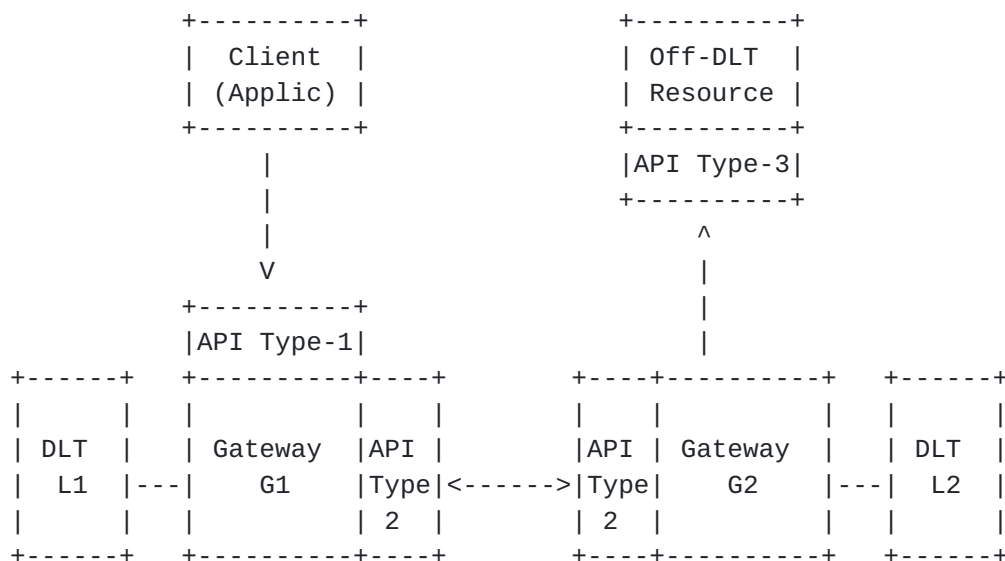 Client
(Applic)
Off-DLT
Resource
API Type-3
API Type-1
DLT
L1
Gateway
G1
API
Type
2
API
Type
2
Gateway
G2
DLT
L2